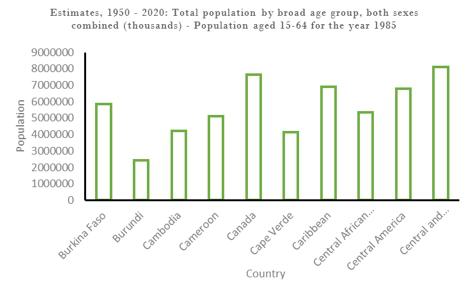 Estimates, 1950 - 2020: Total population by broad age group, both sexes
combined (thousands) - Population aged 15-64 for the year 1985
9000000
8000000
7000000
6000000
5000000
4000000
3000000
2000000
1000000
0
Population
Burkina Faso
Burundi
Cambodia
Cameroon
Canada
Cape Verde
Caribbean
Central African...
Central America
Central and...
Country